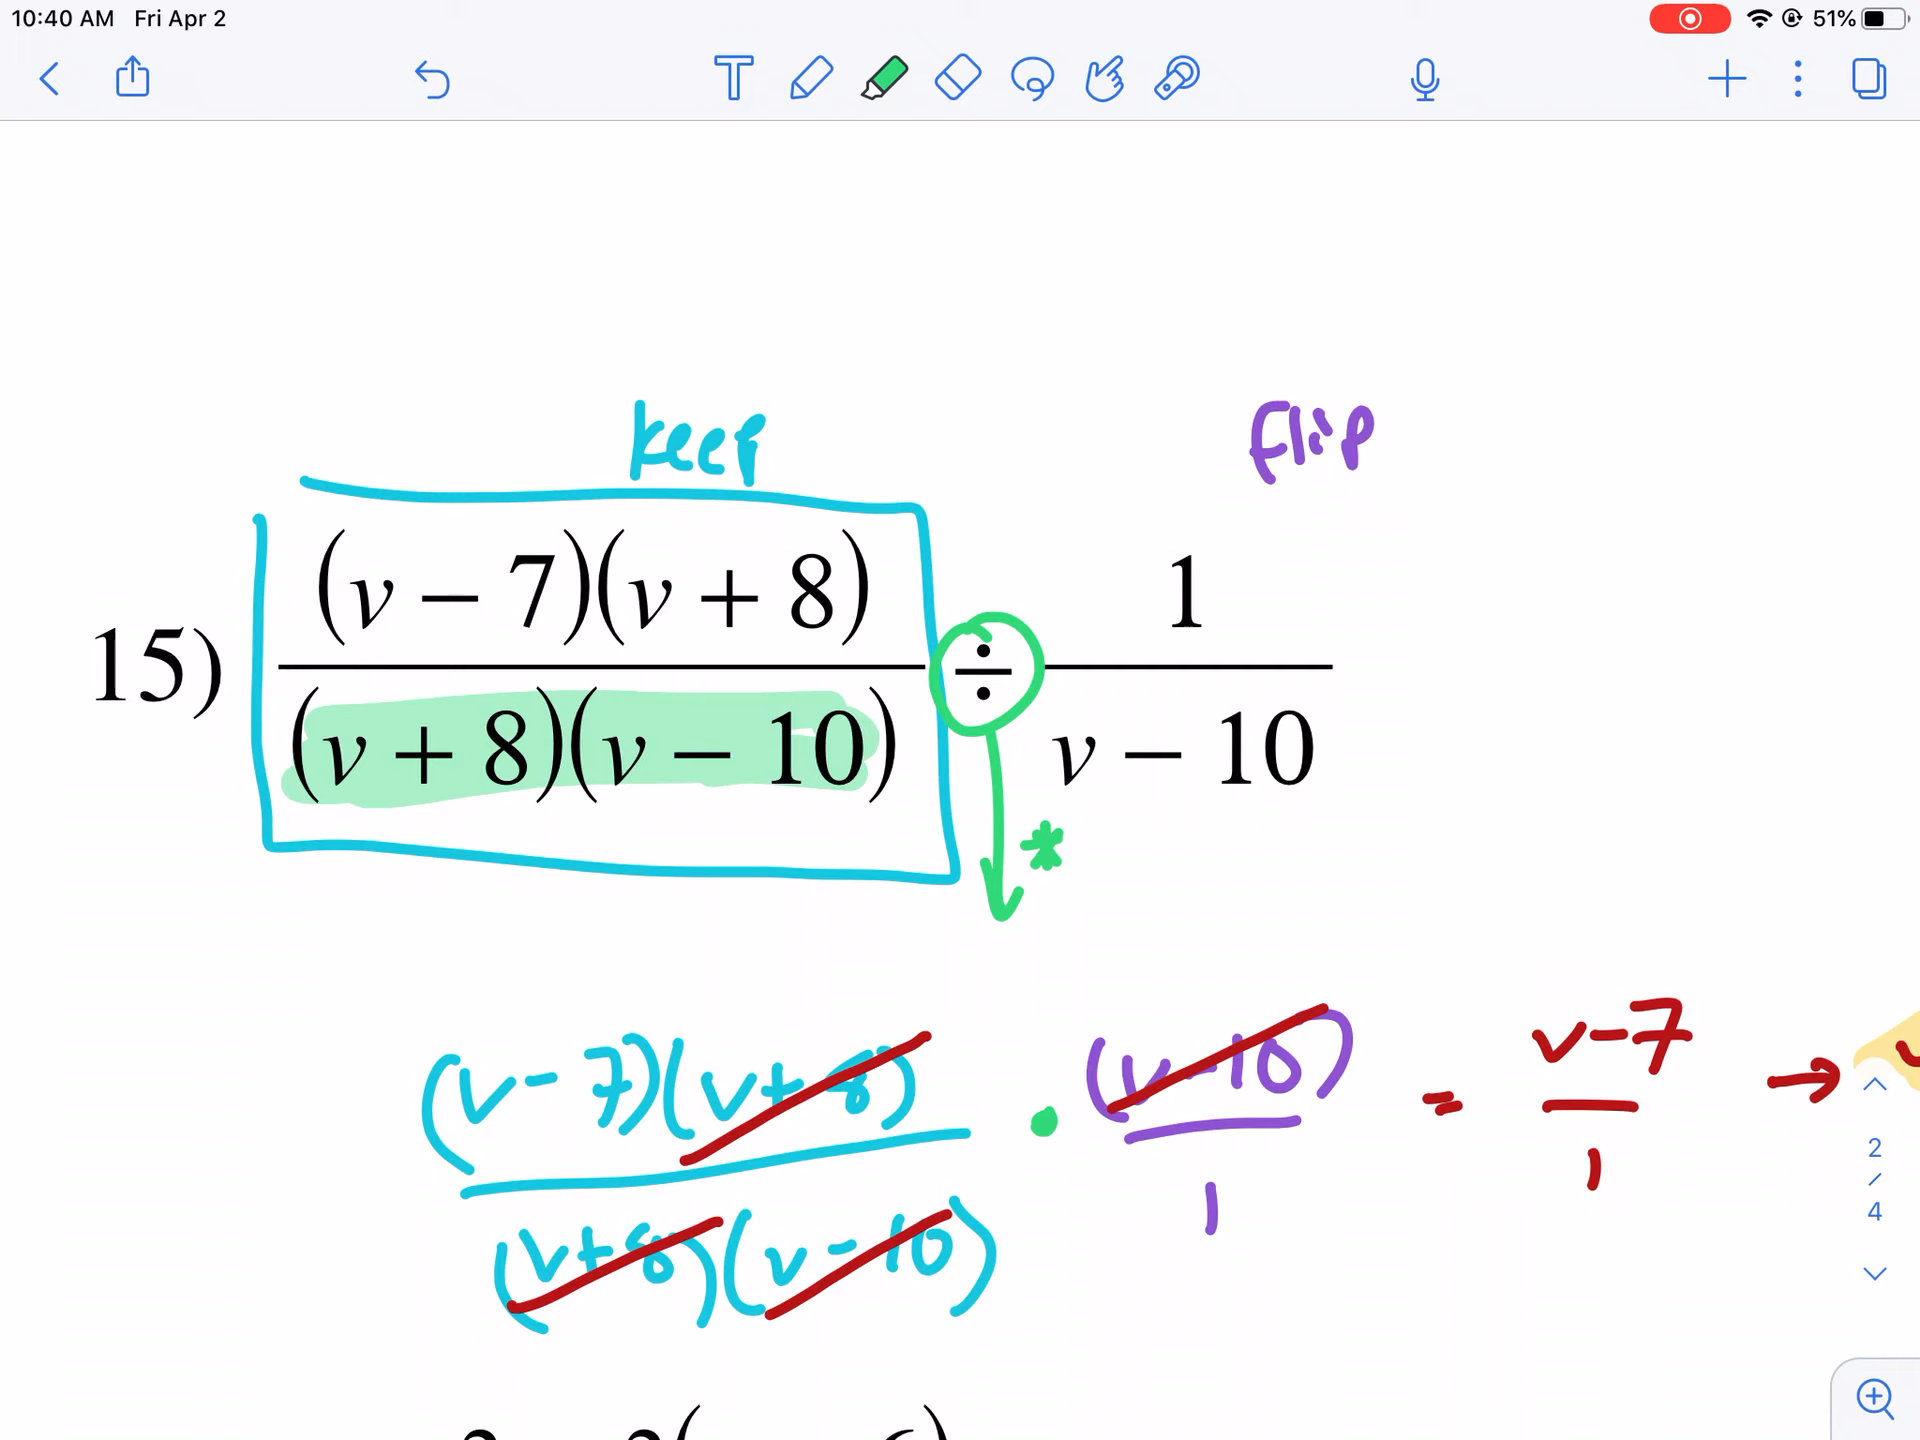 10:40 AM Fri Apr 2 51%
T
keep flip
15) (v − 7)(v + 8) / (v + 8)(v − 10) ÷ 1 / v − 10
*
(v-7)(v+8) / (v+8)(v-10) · (v-10) / 1 = v-7 / 1 →
2 / 4